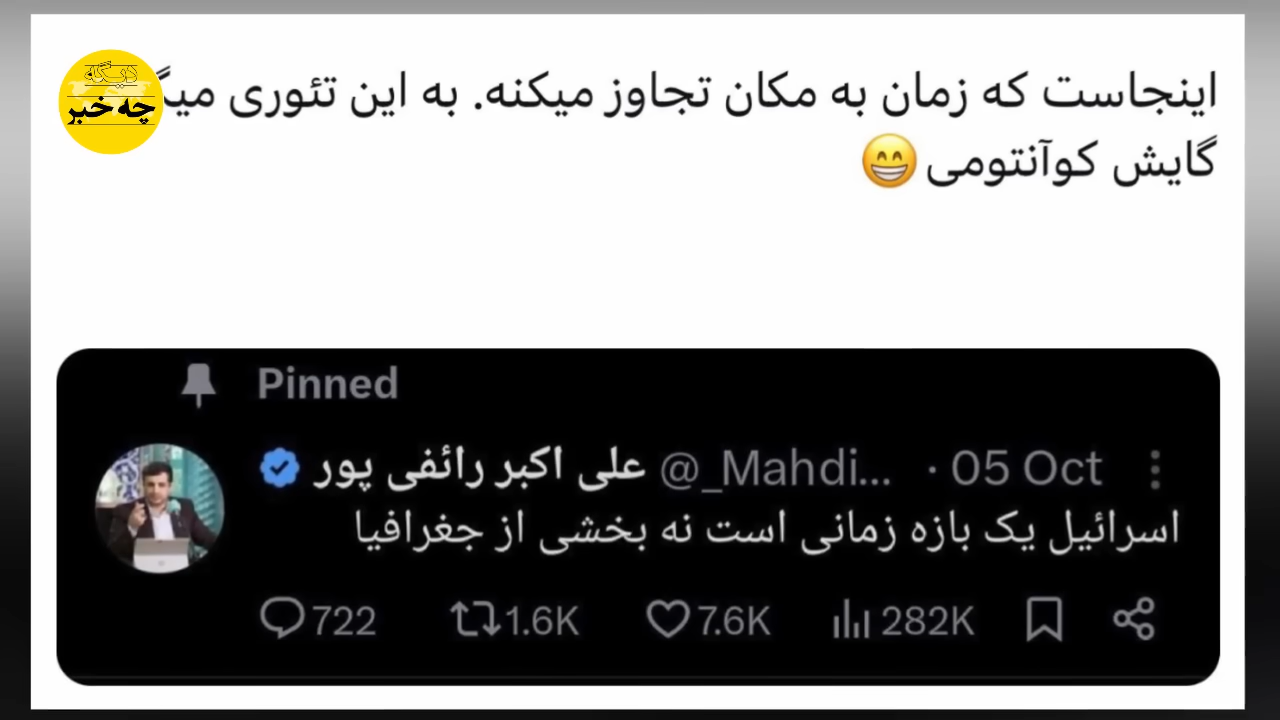 دیگه
چه خبر
اینجاست که زمان به مکان تجاوز میکنه. به این تئوری
گایش کوآنتومی 😁
Pinned
علی اکبر رائفی پور @_Mahdi... · 05 Oct
اسرائیل یک بازه زمانی است نه بخشی از جغرافیا
722 1.6K 7.6K 282K